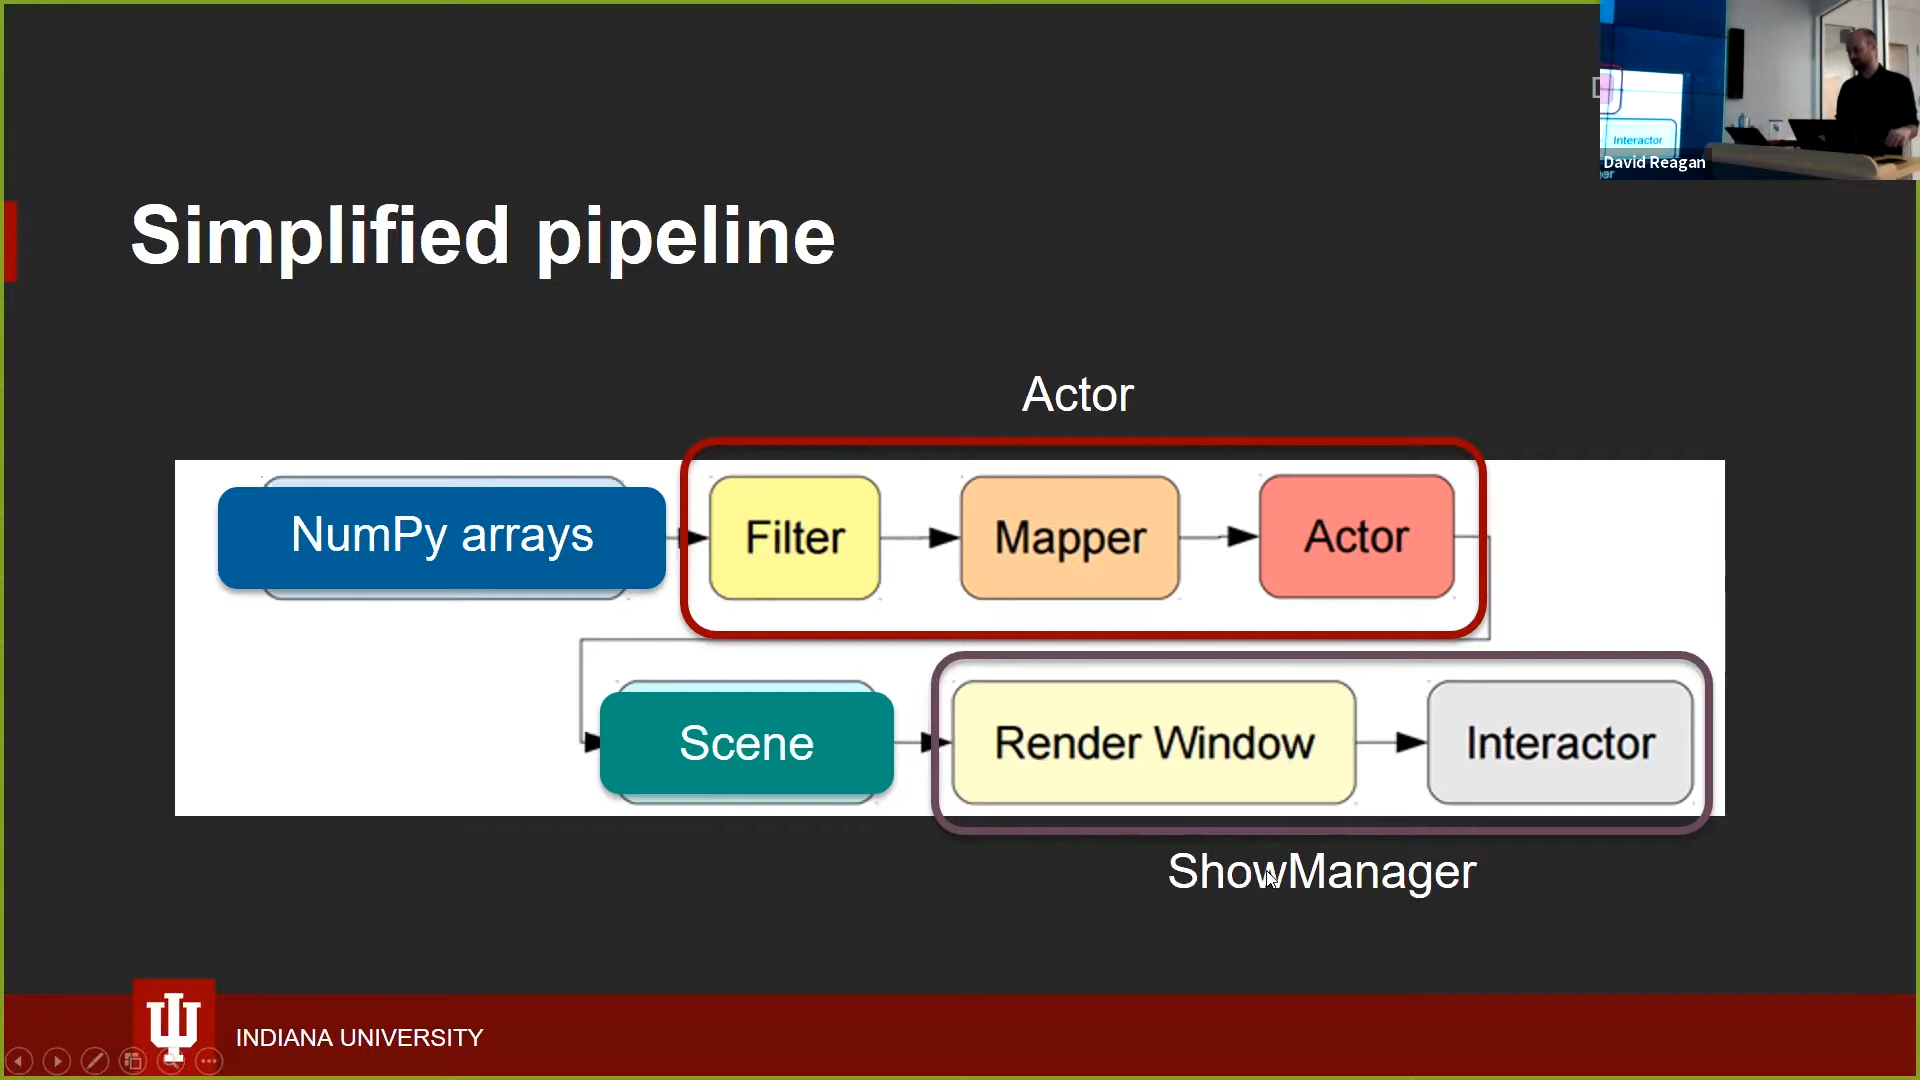 Interactor
David Reagan
Simplified pipeline
Actor
NumPy arrays
Filter
Mapper
Actor
Scene
Render Window
Interactor
ShowManager
INDIANA UNIVERSITY